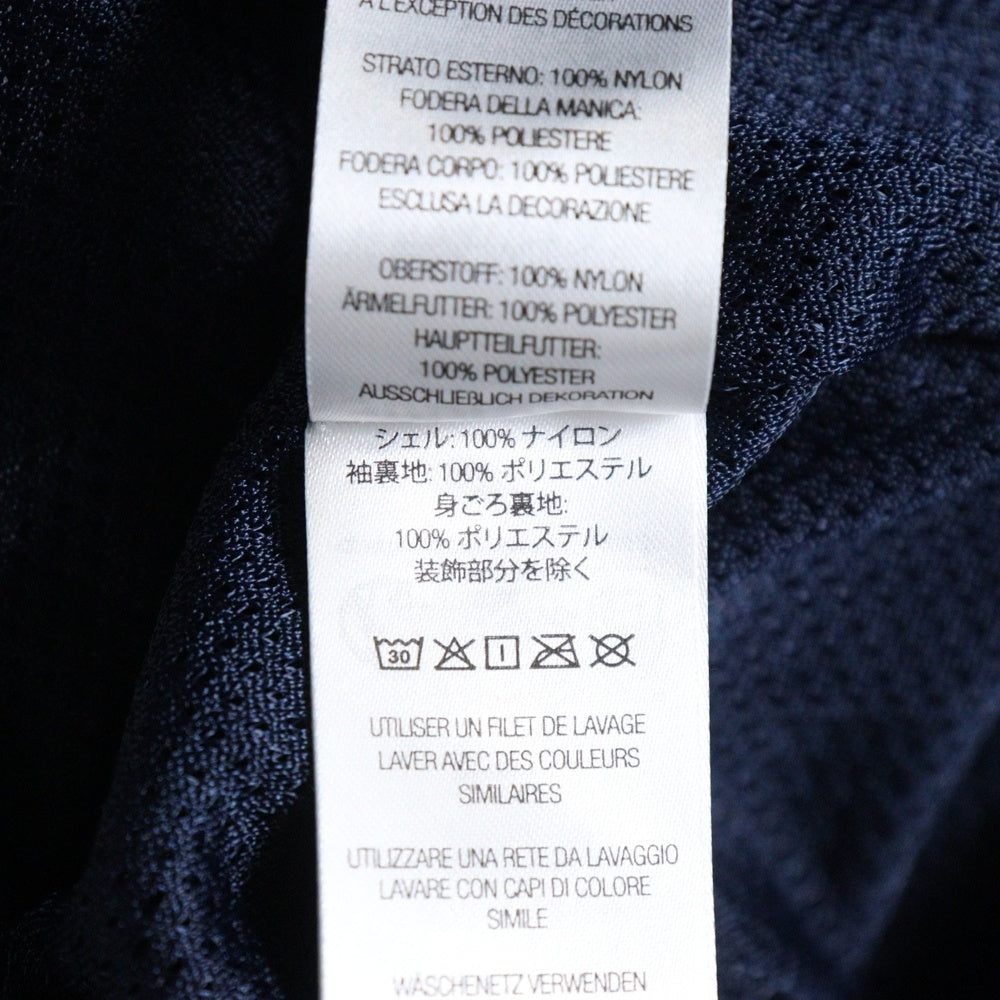 À L'EXCEPTION DES DÉCORATIONS
STRATO ESTERNO: 100% NYLON
FODERA DELLA MANICA:
100% POLIESTERE
FODERA CORPO: 100% POLIESTERE
ESCLUSA LA DECORAZIONE
OBERSTOFF: 100% NYLON
ÄRMELFUTTER: 100% POLYESTER
HAUPTTEILFUTTER:
100% POLYESTER
AUSSCHLIEẞLICH DEKORATION
シェル: 100% ナイロン
袖裏地: 100% ポリエステル
身ごろ裏地:
100% ポリエステル
装飾部分を除く
30
UTILISER UN FILET DE LAVAGE
LAVER AVEC DES COULEURS
SIMILAIRES
UTILIZZARE UNA RETE DA LAVAGGIO
LAVARE CON CAPI DI COLORE
SIMILE
WÄSCHENETZ VERWENDEN